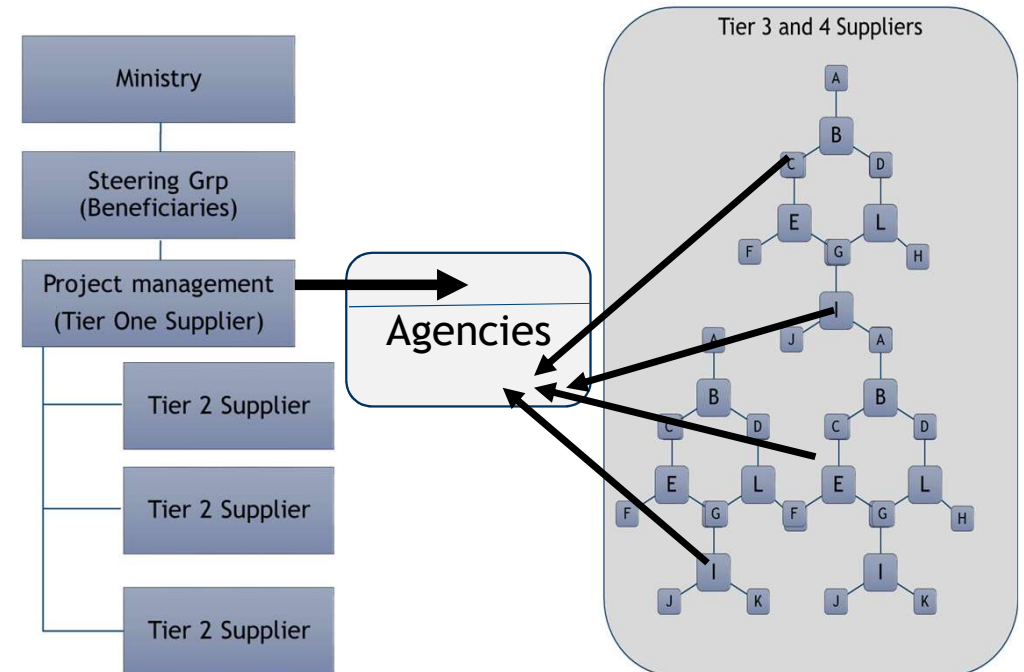 Ministry
Steering Grp
(Beneficiaries)
Project management
(Tier One Supplier)
Tier 2 Supplier
Tier 2 Supplier
Tier 2 Supplier
Agencies
Tier 3 and 4 Suppliers
A
B
C
D
E
L
F
G
H
I
J
A
A
B
B
C
D
C
D
E
L
E
L
F
G
F
G
H
I
I
J
K
J
K